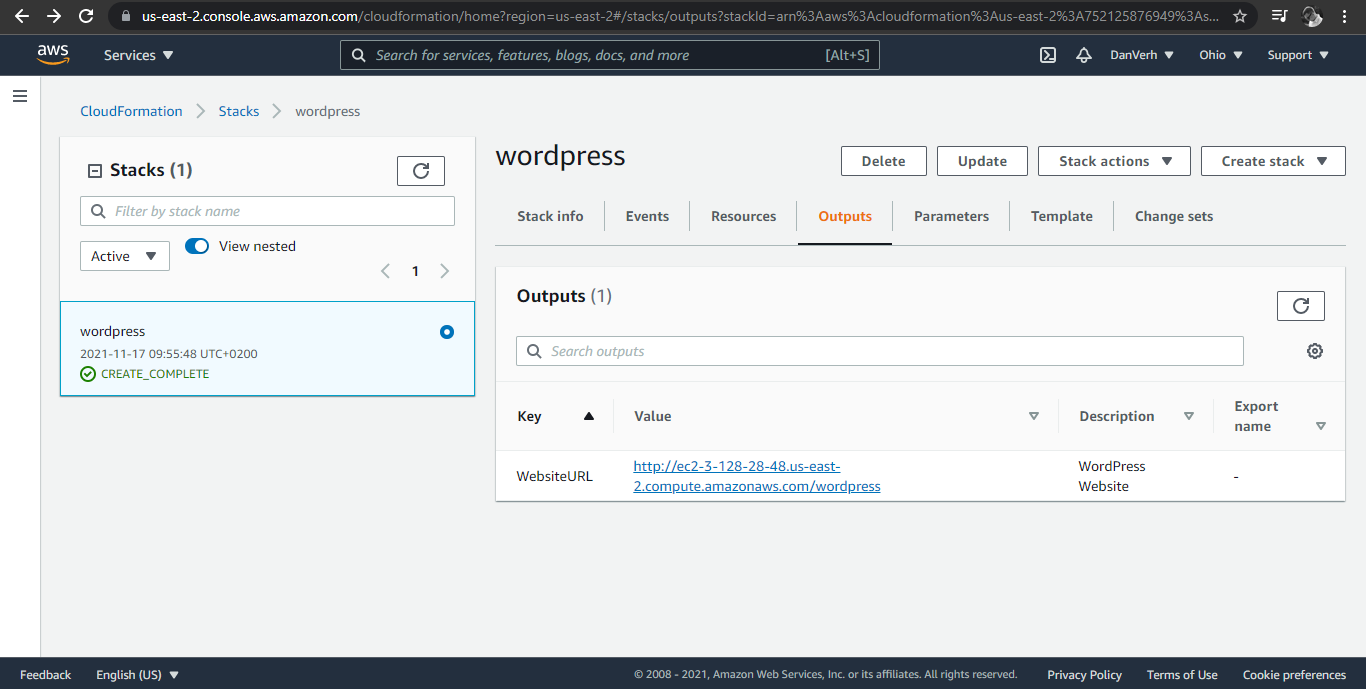 us-east-2.console.aws.amazon.com/cloudformation/home?region=us-east-2#/stacks/outputs?stackId=arn%3Aaws%3Acloudformation%3Aus-east-2%3A752125876949%3As...
aws
Services
Search for services, features, blogs, docs, and more
[Alt+S]
DanVerh
Ohio
Support
CloudFormation
Stacks
wordpress
Stacks (1)
Filter by stack name
Active
View nested
1
wordpress
2021-11-17 09:55:48 UTC+0200
CREATE_COMPLETE
wordpress
Delete
Update
Stack actions
Create stack
Stack info
Events
Resources
Outputs
Parameters
Template
Change sets
Outputs (1)
Search outputs
Key
Value
Description
Export
name
WebsiteURL
http://ec2-3-128-28-48.us-east-
2.compute.amazonaws.com/wordpress
WordPress
Website
-
Feedback
English (US)
© 2008 - 2021, Amazon Web Services, Inc. or its affiliates. All rights reserved.
Privacy Policy
Terms of Use
Cookie preferences